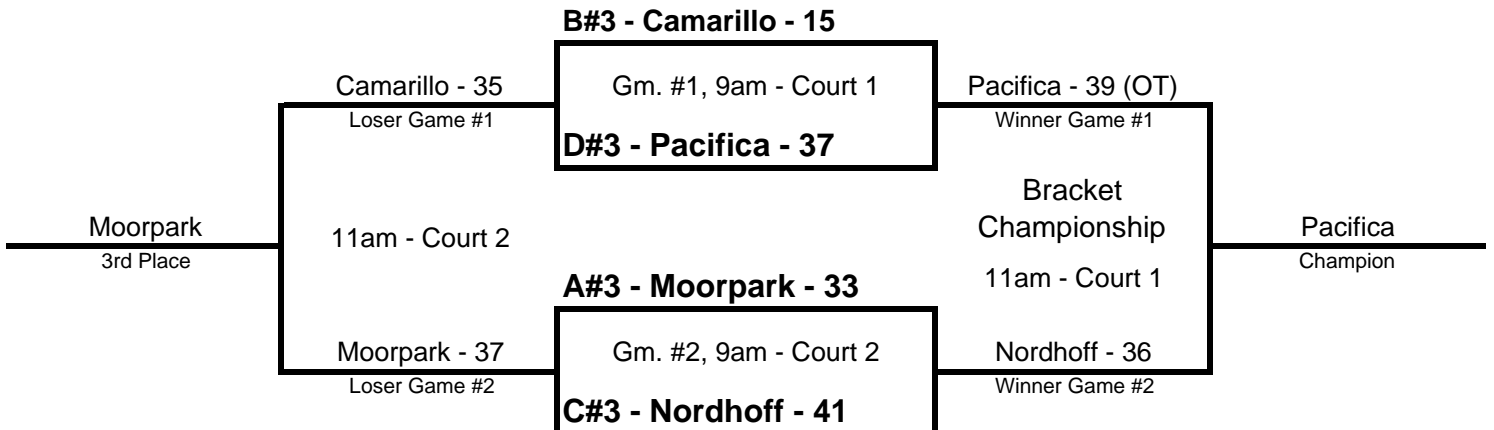 B#3 - Camarillo - 15
Camarillo - 35
Gm. #1, 9am - Court 1
Pacifica - 39 (OT)
Loser Game #1
Winner Game #1
D#3 - Pacifica - 37
Bracket
Championship
Moorpark
11am - Court 2
Pacifica
3rd Place
Champion
11am - Court 1
A#3 - Moorpark - 33
Moorpark - 37
Gm. #2, 9am - Court 2
Nordhoff - 36
Loser Game #2
Winner Game #2
C#3 - Nordhoff - 41